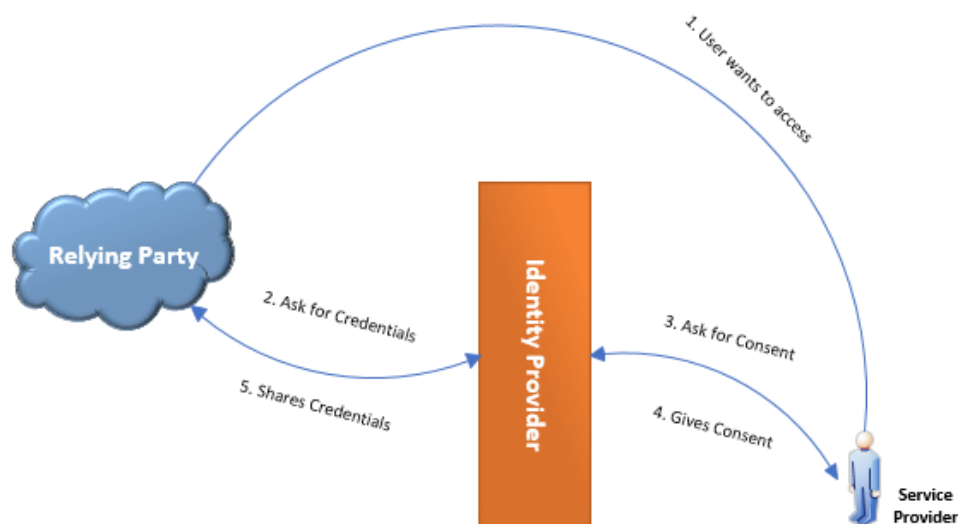 1. User wants to access
Relying Party
Identity Provider
2. Ask for Credentials
3. Ask for Consent
5. Shares Credentials
4. Gives Consent
Service
Provider